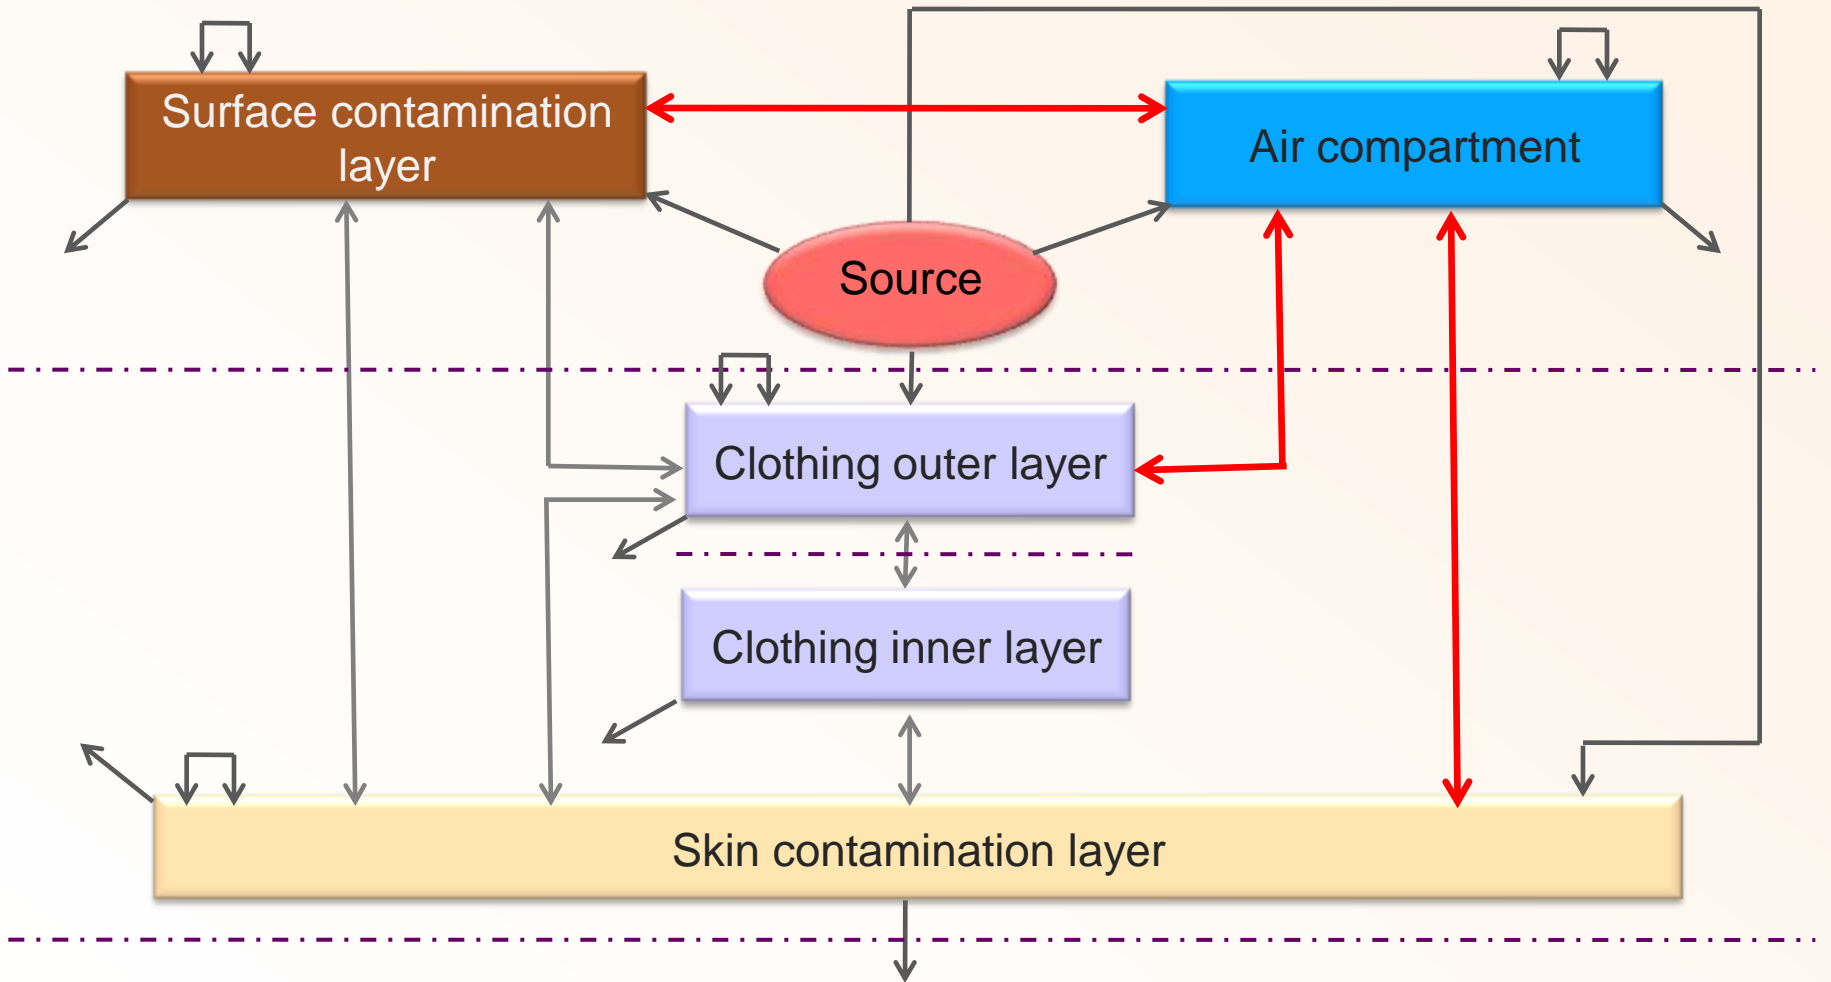 Surface contamination
layer
Air compartment
Source
Clothing outer layer
Clothing inner layer
Skin contamination layer